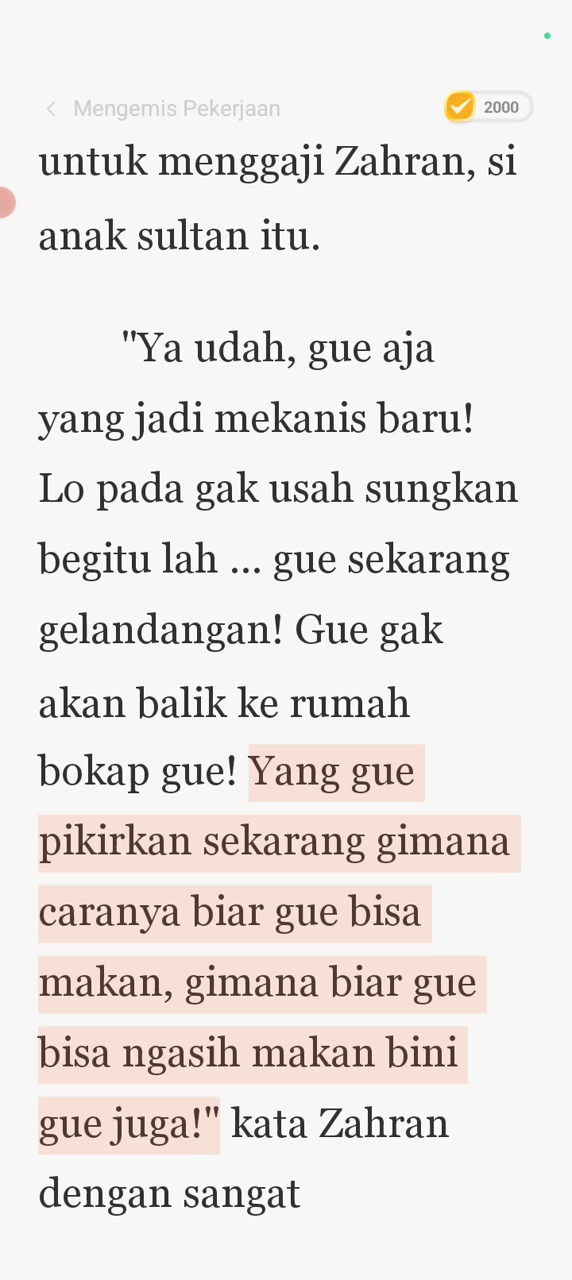 Mengemis Pekerjaan
2000
untuk menggaji Zahran, si
anak sultan itu.
"Ya udah, gue aja
yang jadi mekanis baru!
Lo pada gak usah sungkan
begitu lah ... gue sekarang
gelandangan! Gue gak
akan balik ke rumah
bokap gue! Yang gue
pikirkan sekarang gimana
caranya biar gue bisa
makan, gimana biar gue
bisa ngasih makan bini
gue juga!" kata Zahran
dengan sangat